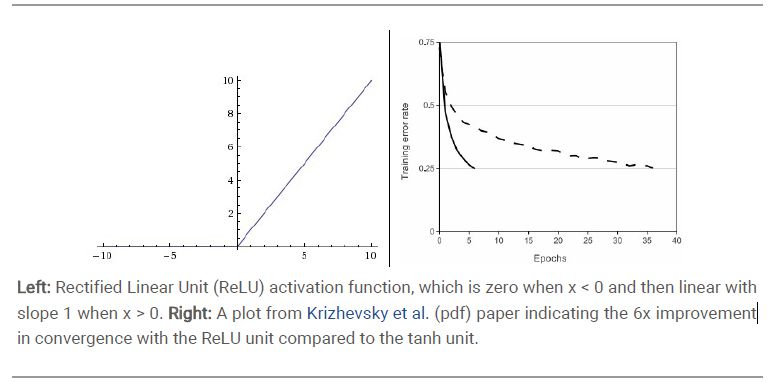 10
8
6
4
2
-10 -5 5 10
0.75
0.5
0.25
0
Training error rate
0 5 10 15 20 25 30 35 40
Epochs
Left: Rectified Linear Unit (ReLU) activation function, which is zero when x < 0 and then linear with
slope 1 when x > 0. Right: A plot from Krizhevsky et al. (pdf) paper indicating the 6x improvement
in convergence with the ReLU unit compared to the tanh unit.